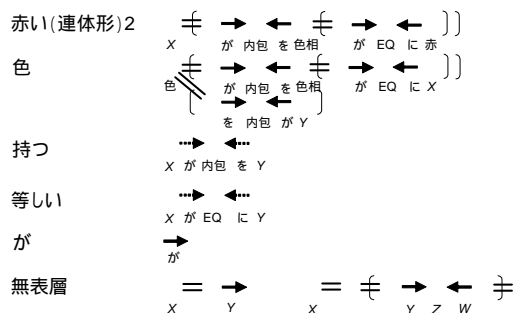 赤い(連体形)2
X が 内包 を 色相 が EQ に 赤
色
色 が 内包 を 色相 が EQ に X
を 内包 が Y
持つ
X が 内包 を Y
等しい
X が EQ に Y
が
が
無表層
X Y X Y Z W